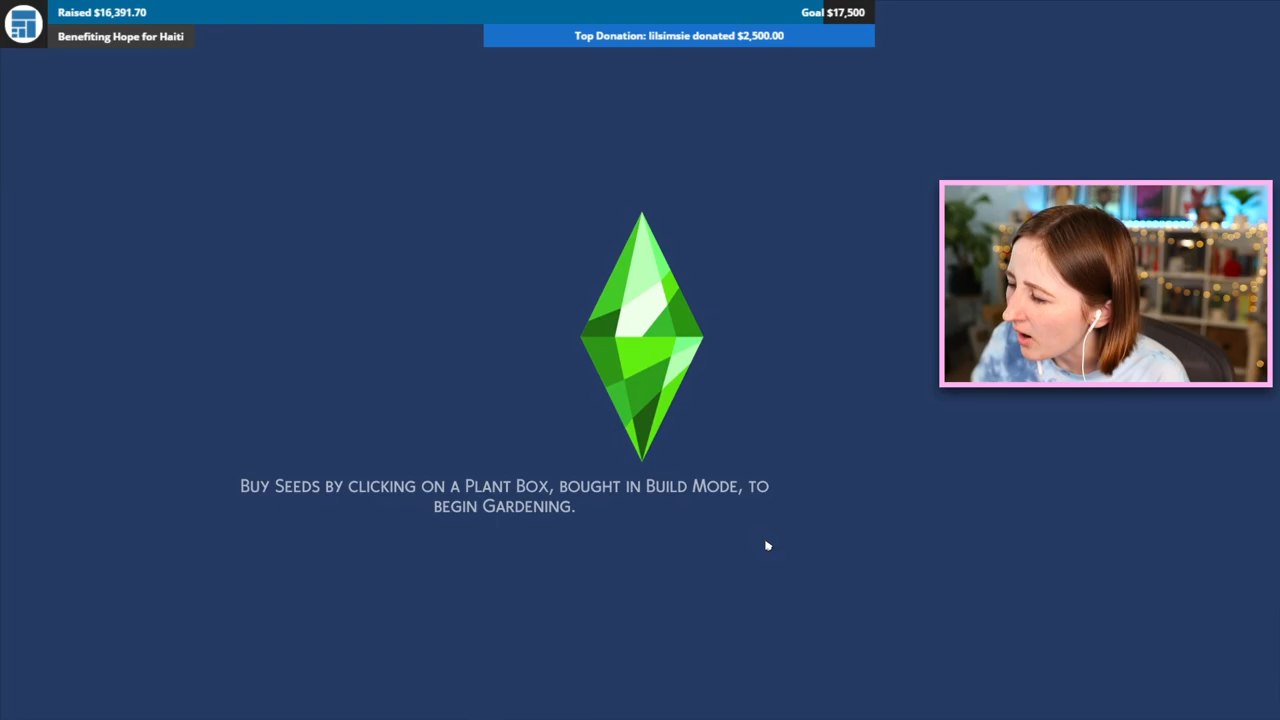 Raised $16,391.70
Goal $17,500
Benefiting Hope for Haiti
Top Donation: lilsimsie donated $2,500.00
Buy Seeds by clicking on a Plant Box, bought in Build Mode, to
begin Gardening.